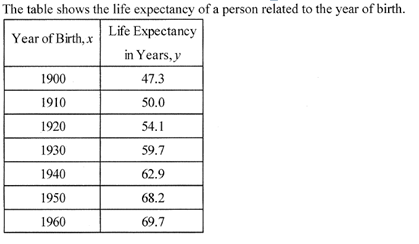 The table shows the life expectancy of a person related to the year of birth.
Year of Birth, x Life Expectancy
in Years, y
1900 47.3
1910 50.0
1920 54.1
1930 59.7
1940 62.9
1950 68.2
1960 69.7